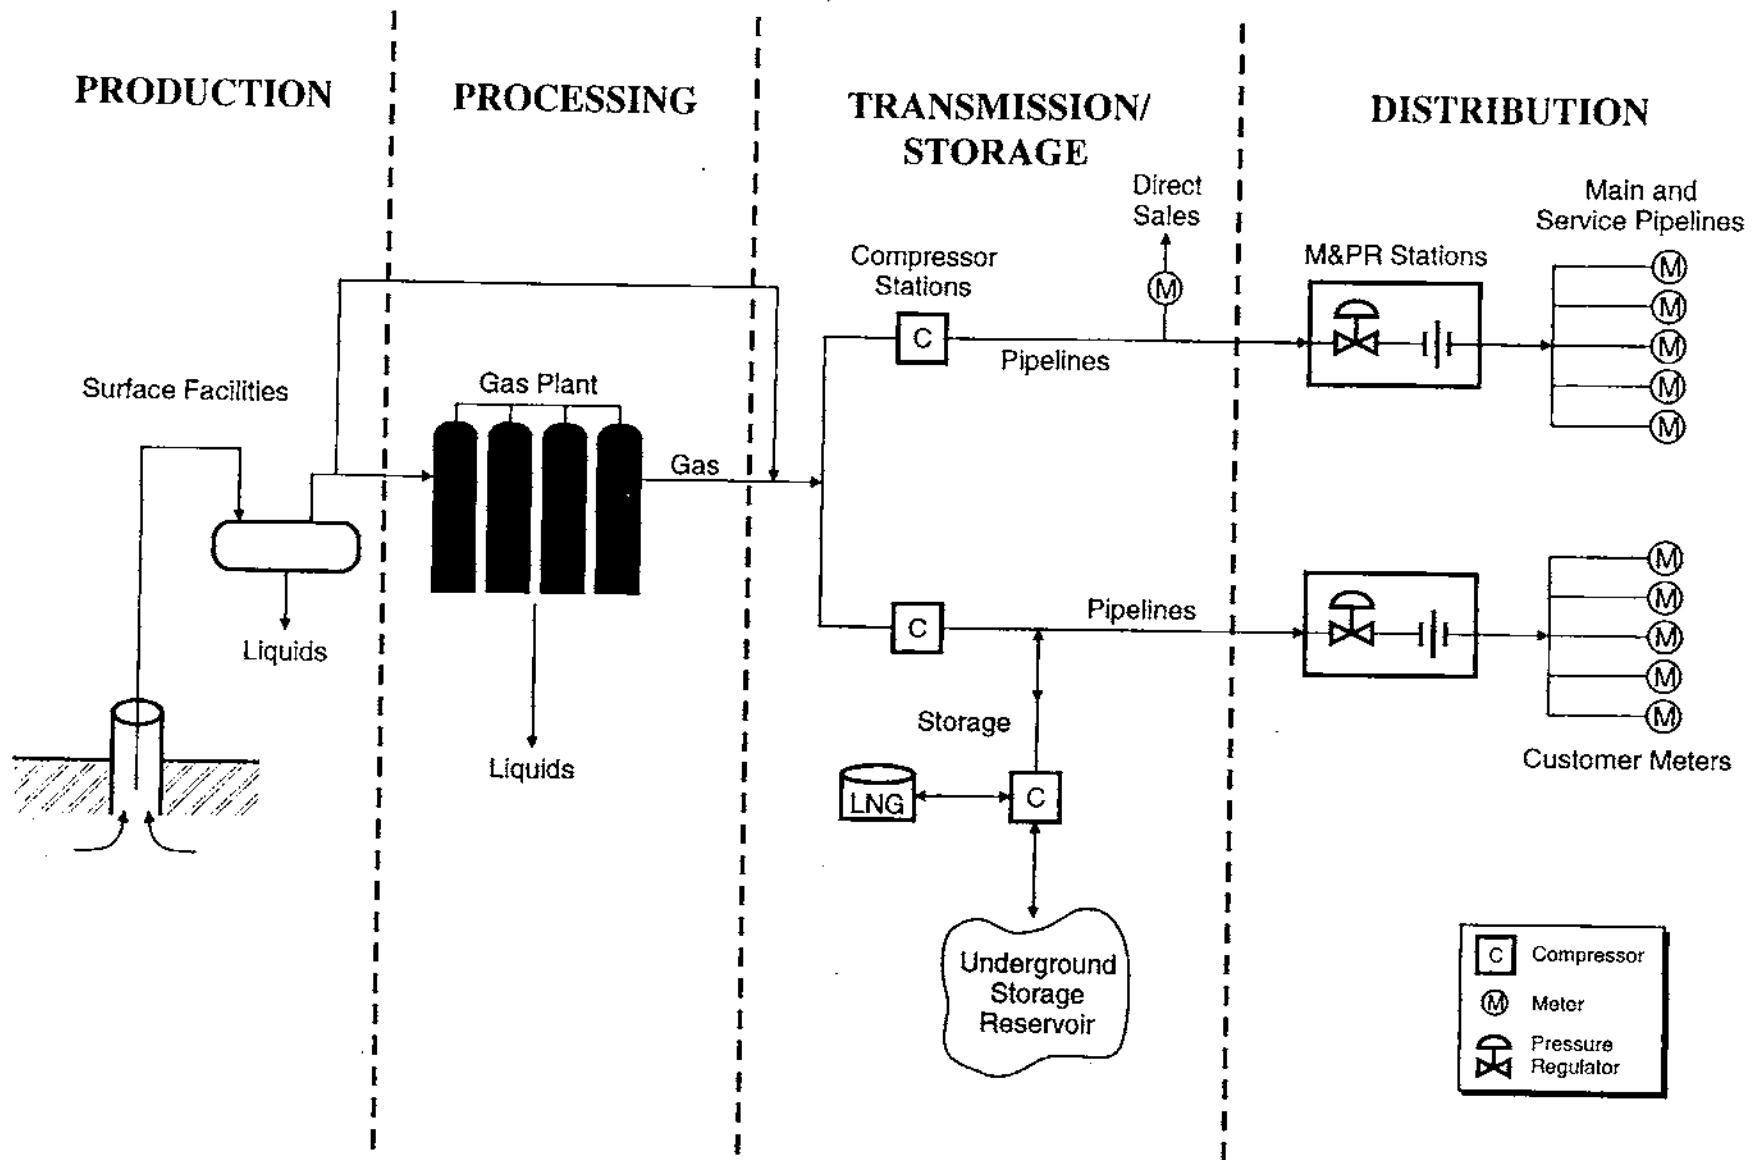 PRODUCTION
PROCESSING
TRANSMISSION/
STORAGE
DISTRIBUTION
Direct
Sales
Main and
Service Pipelines
Compressor
Stations
M&PR Stations
M
M
M
M
M
M
C
Pipelines
Surface Facilities
Gas Plant
Gas
Liquids
Liquids
C
Pipelines
M
M
M
M
M
Storage
Customer Meters
LNG
C
Underground
Storage
Reservoir
C Compressor
M Meter
Pressure
Regulator